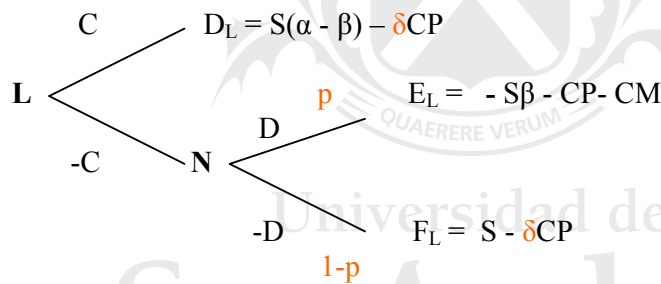 C D_L = S(α - β) – δCP
L
p E_L = - Sβ - CP- CM
D
QUAERERE VERUM
-C N
Universidad de
-D F_L = S - δCP
1-p